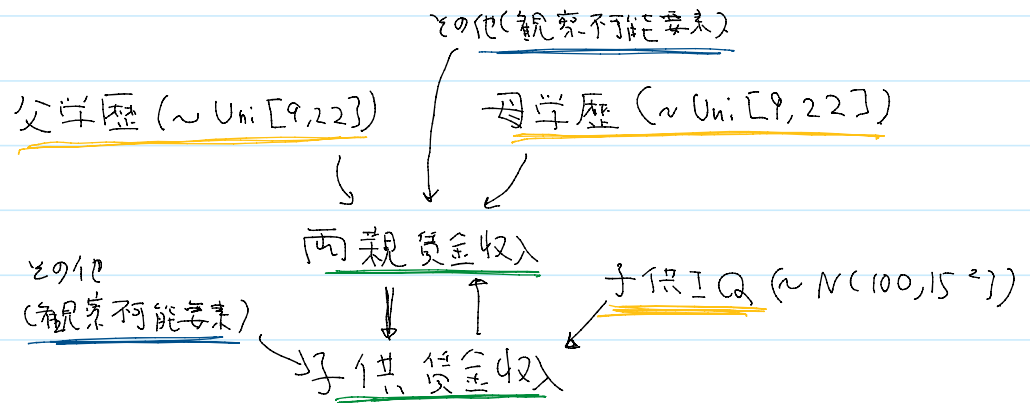 その他(観察不可能要素)
父学歴(~Uni[9,22])
母学歴(~Uni[9,22])
両親賃金収入
その他
(観察不可能要素)
子供IQ(~N(100,15²))
子供賃金収入